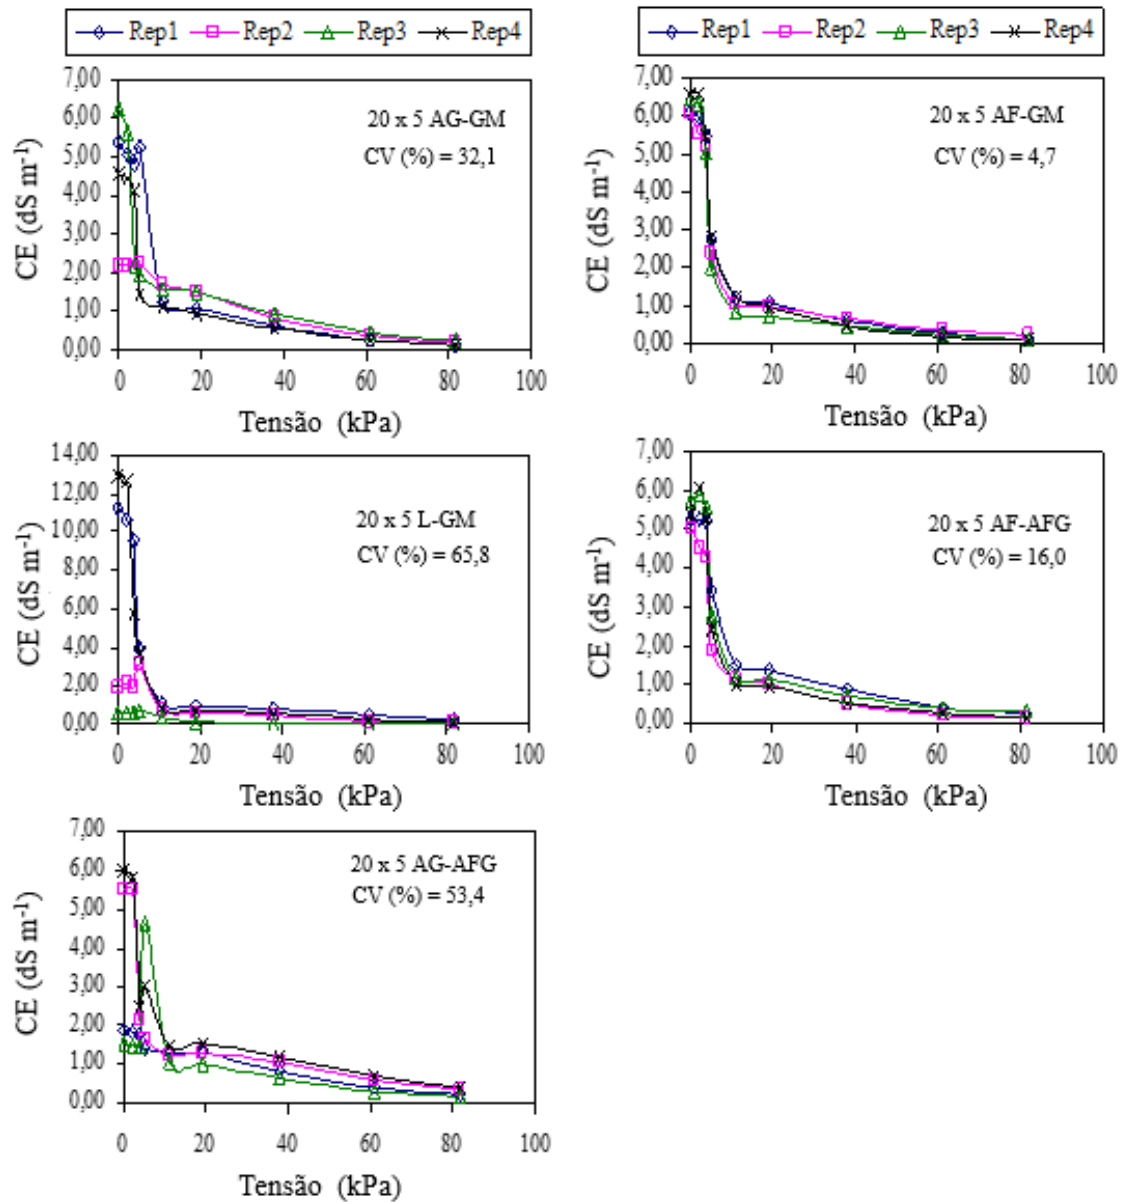 Rep1 Rep2 Rep3 Rep4
7,00
6,00
5,00
4,00
3,00
2,00
1,00
0,00
CE (dS m-1)
20 x 5 AG-GM
CV (%) = 32,1
0 20 40 60 80 100
Tensão (kPa)
Rep1 Rep2 Rep3 Rep4
7,00
6,00
5,00
4,00
3,00
2,00
1,00
0,00
CE (dS m-1)
20 x 5 AF-GM
CV (%) = 4,7
0 20 40 60 80 100
Tensão (kPa)
14,00
12,00
10,00
8,00
6,00
4,00
2,00
0,00
CE (dS m-1)
20 x 5 L-GM
CV (%) = 65,8
0 20 40 60 80 100
Tensão (kPa)
7,00
6,00
5,00
4,00
3,00
2,00
1,00
0,00
CE (dS m-1)
20 x 5 AF-AFG
CV (%) = 16,0
0 20 40 60 80 100
Tensão (kPa)
7,00
6,00
5,00
4,00
3,00
2,00
1,00
0,00
CE (dS m-1)
20 x 5 AG-AFG
CV (%) = 53,4
0 20 40 60 80 100
Tensão (kPa)